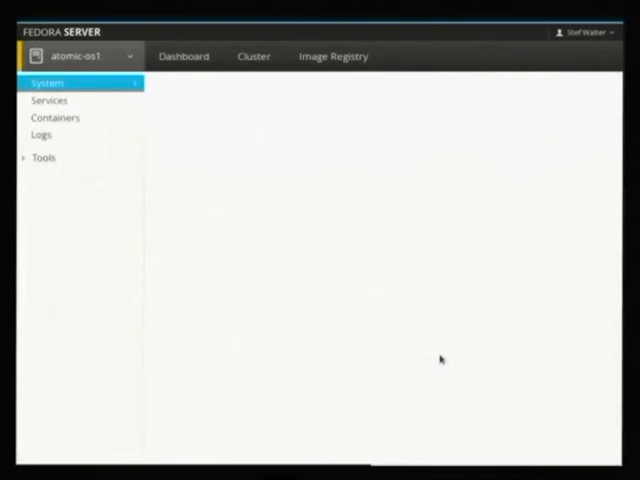 FEDORA SERVER
Stef Walter
atomic-os1
Dashboard
Cluster
Image Registry
System
Services
Containers
Logs
Tools